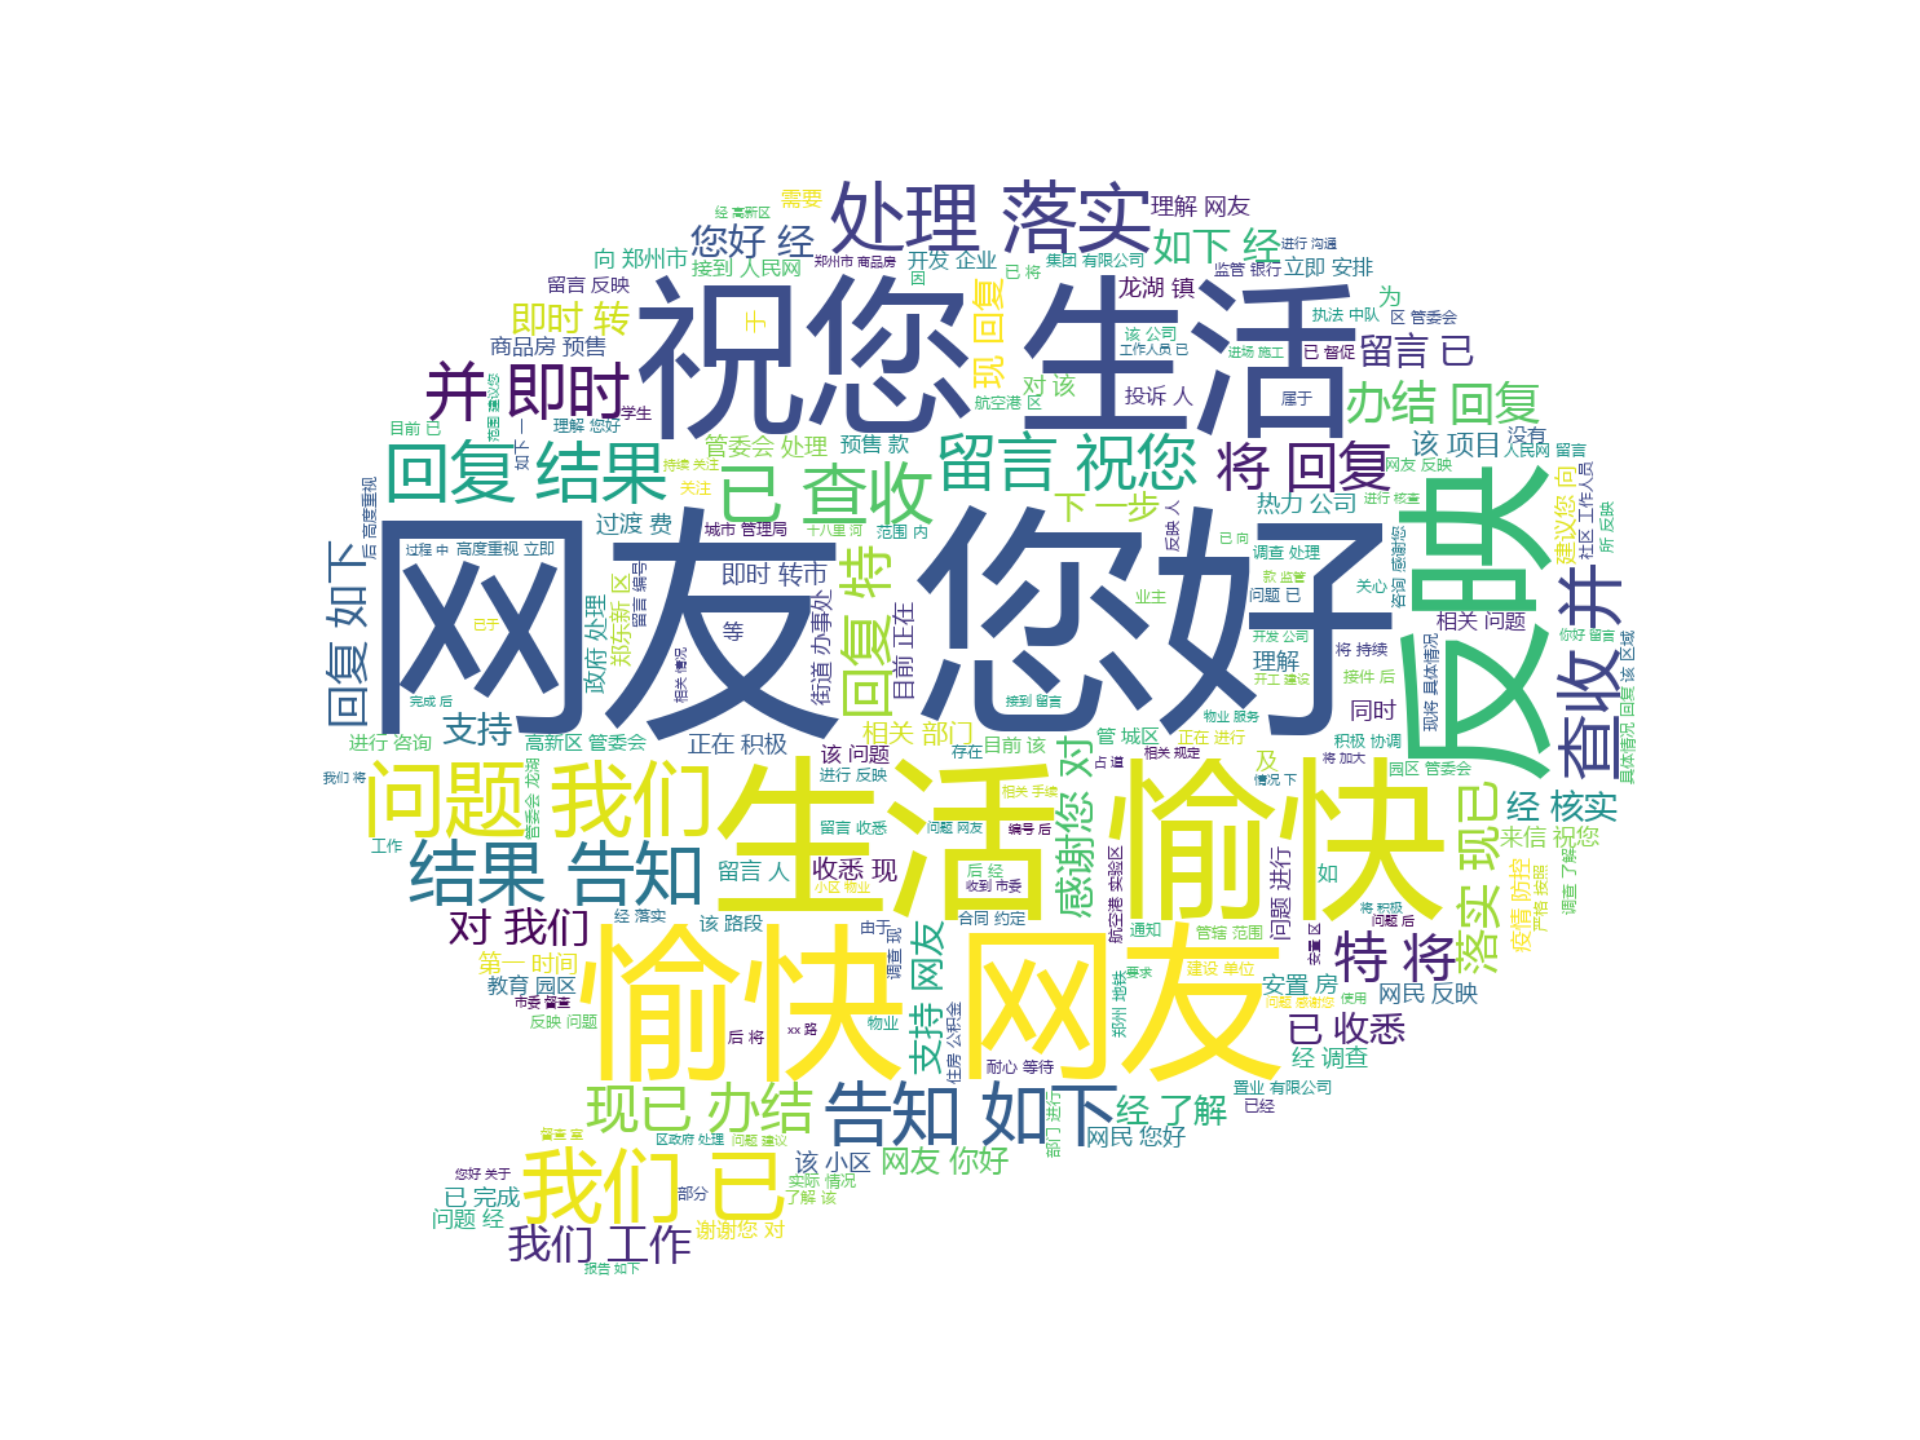 处理 落实
理解 网友
需要
经 高新区
您好 经
如下 经
进行 沟通
向 郑州市
接到 人民网
郑州市 商品房
开发 企业
集团 有限公司
监管 银行
立即 安排
已 将
因
留言 反映
龙湖 镇
为
即时 转
于
祝您 生活
现 回复
执法 中队
区 管委会
该 公司
商品房 预售
工作人员 已
进场 施工
已 督促
留言 已
并 即时
范围 建议您
对 该
投诉 人
属于
航空港 区
办结 回复
学生
目前 已
理解 您好
如下 一
管委会 处理
预售 款
留言 祝您
将 回复
该 项目
没有
人民网 留言
回复 结果
持续 关注
关注
已 查收
网友 反映
反映
下 一步
热力 公司
进行 核查
建议您 向
社区 工作人员
所 反映
后 高度重视
过渡 费
城市 管理局
十八里 河
范围 内
反映 人
已 向
网友 您好
回复 如下
过程 中
高度重视 立即
调查 处理
咨询 感谢您
留言 编号
郑东新 区
政府 处理
即时 转市
回复 特
款 监管
关心
问题 已
业主
查收 并
已于
等
街道 办事处
目前 正在
相关 问题
你好 留言
开发 公司
将 持续
理解
现将 具体情况
相关 情况
开工 建设
接件 后
回复 该 区域
具体情况
完成 后
接到 留言
同时
支持
物业 服务
进行 咨询
高新区 管委会
正在 积极
相关 部门
管 城区
正在 进行
积极 协调
该 问题
存在
目前 该
占 道
相关 规定
及
将 加大
我们 将
管委会 龙湖
进行 反映
情况 下
园区 管委会
问题 我们
生活 愉快
相关 手续
感谢您 对
落实 现已
经 核实
工作
留言 收悉
问题 网友
编号 后
来信 祝您
结果 告知
留言 人
收悉 现
后 经
航空港 实验区
问题 进行
如
疫情 防控
严格 按照
调查 了解
小区 物业
收到 市委
对 我们
经 落实
该 路段
由于
合同 约定
通知
管辖 范围
安置 区
将 积极
问题 后
特 将
第一 时间
愉快 网友
调查 现
支持 网友
教育 园区
建设 单位
要求
郑州 地铁
安置 房
网民 反映
市委 督查
问题 感谢您
使用
反映 问题
后 将
xx 路
物业
住房 公积金
已 收悉
耐心 等待
经 调查
现已 办结
告知 如下
部门 进行
置业 有限公司
经 了解
已经
督查 室
区政府 处理
问题 建议
网民 您好
我们 已
该 小区
网友 你好
您好 关于
实际 情况
已 完成
部分
了解 该
问题 经
我们 工作
谢谢您 对
报告 如下